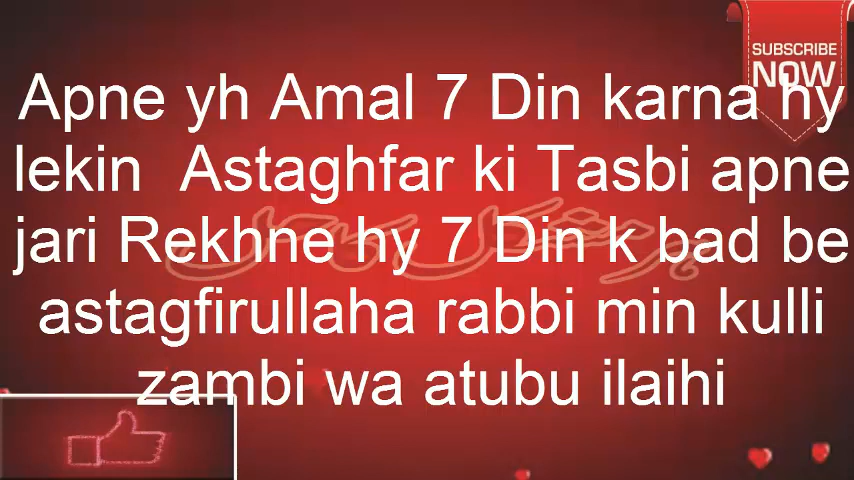 SUBSCRIBE
NOW
Apne yh Amal 7 Din karna hy
lekin Astaghfar ki Tasbi apne
jari Rekhne hy 7 Din k bad be
astagfirullaha rabbi min kulli
zambi wa atubu ilaihi